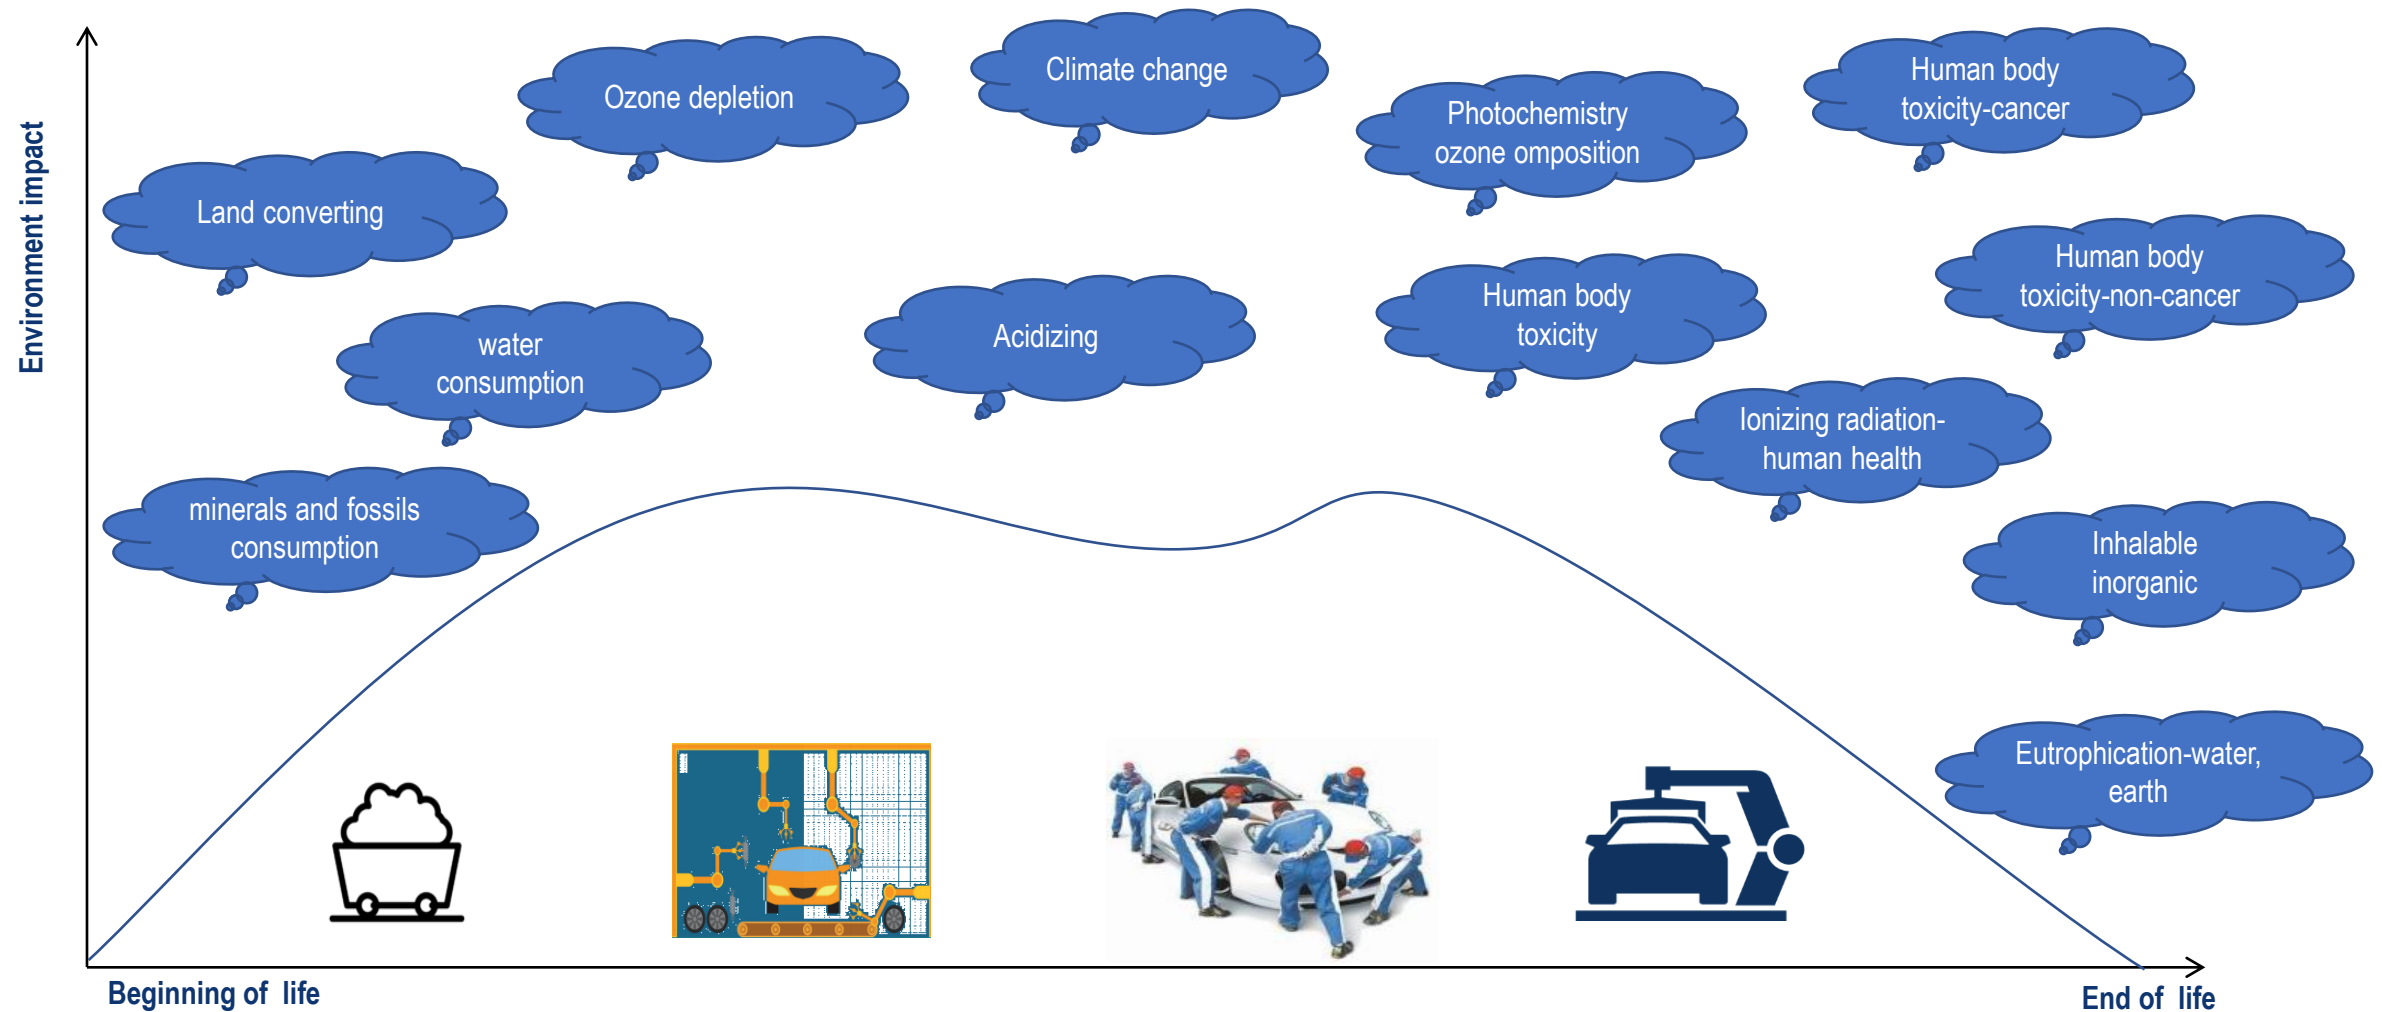 Environment impact
Land converting
Ozone depletion
Climate change
Photochemistry
ozone omposition
Human body
toxicity-cancer
water
consumption
Acidizing
Human body
toxicity
Human body
toxicity-non-cancer
minerals and fossils
consumption
Ionizing radiation-
human health
Inhalable
inorganic
Eutrophication-water,
earth
Beginning of life
End of life